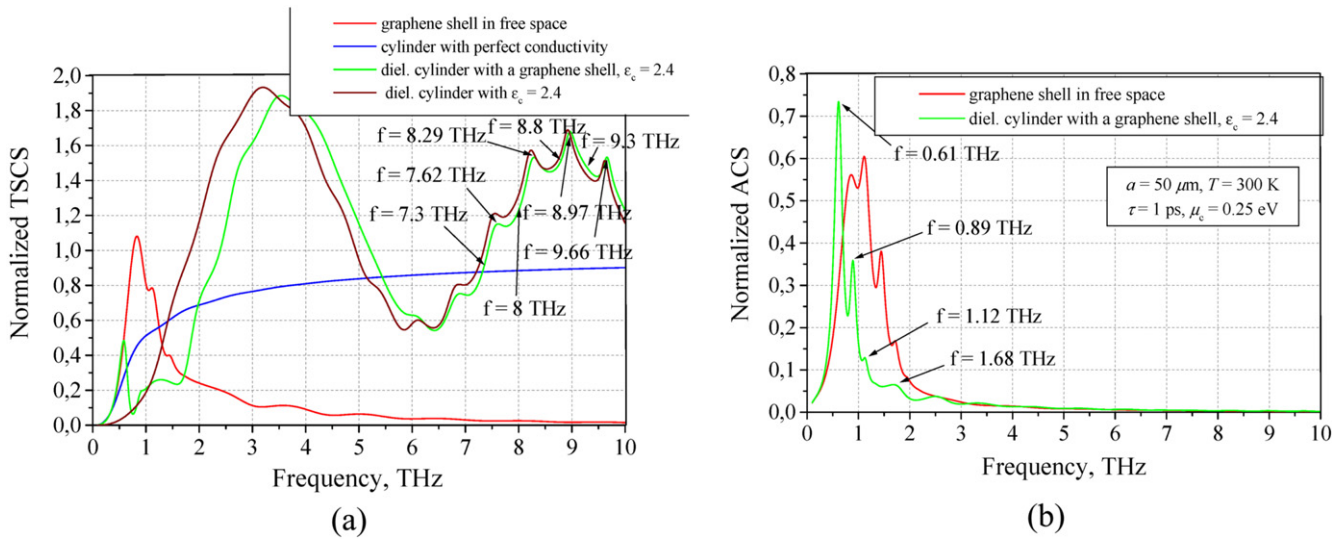 graphene shell in free space
cylinder with perfect conductivity
diel. cylinder with a graphene shell, εc = 2.4
diel. cylinder with εc = 2.4
Normalized TSCS
2,0
1,8
1,6
1,4
1,2
1,0
0,8
0,6
0,4
0,2
0,0
f = 8.29 THz
f = 8.8 THz
f = 9.3 THz
f = 7.62 THz
f = 7.3 THz
f = 8.97 THz
f = 9.66 THz
f = 8 THz
0 1 2 3 4 5 6 7 8 9 10
Frequency, THz
(a)
Normalized ACS
0,8
0,7
0,6
0,5
0,4
0,3
0,2
0,1
0,0
graphene shell in free space
diel. cylinder with a graphene shell, εc = 2.4
f = 0.61 THz
a = 50 μm, T = 300 K
τ = 1 ps, μc = 0.25 eV
f = 0.89 THz
f = 1.12 THz
f = 1.68 THz
0 1 2 3 4 5 6 7 8 9 10
Frequency, THz
(b)